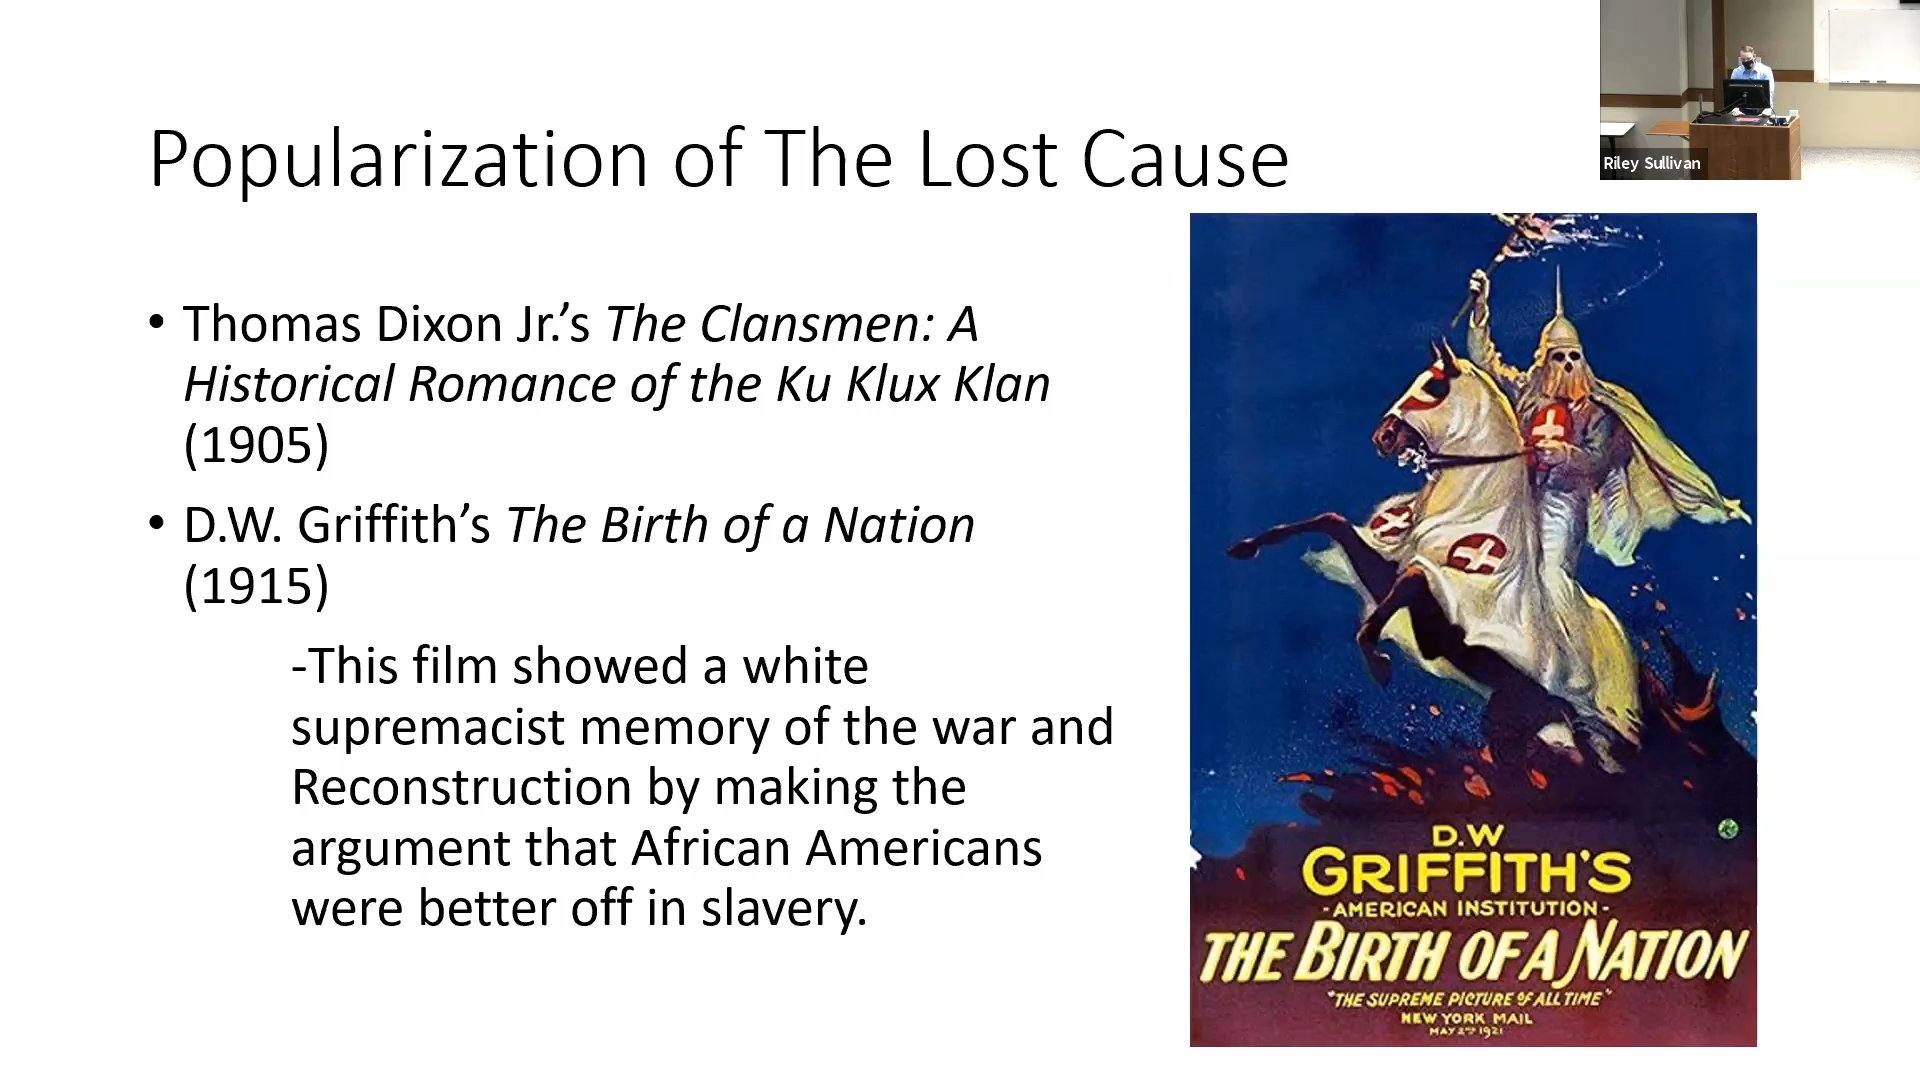 Popularization of The Lost Cause
Riley Sullivan
• Thomas Dixon Jr.’s The Clansmen: A
Historical Romance of the Ku Klux Klan
(1905)
• D.W. Griffith’s The Birth of a Nation
(1915)
-This film showed a white
supremacist memory of the war and
Reconstruction by making the
argument that African Americans
were better off in slavery.
D.W
GRIFFITH'S
-AMERICAN INSTITUTION-
THE BIRTH OF A NATION
"THE SUPREME PICTURE OF ALL TIME"
NEW YORK MAIL
MAY 2ND 1921